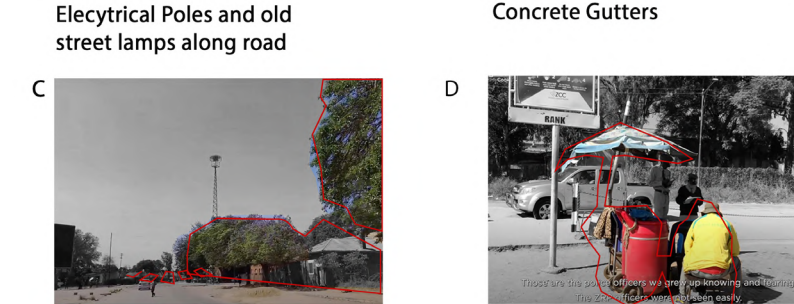 Elecytrical Poles and old
street lamps along road
Concrete Gutters
C
D
ZCC
RANK
Those are the police officers we grew up knowing and fearing
The ZRP officers were not seen easily.